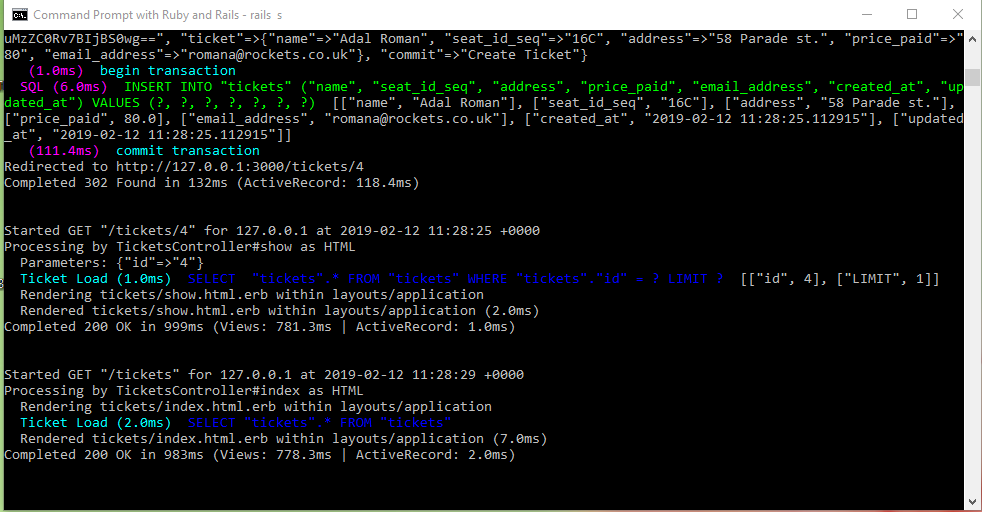 Command Prompt with Ruby and Rails - rails  s
uMzZC0Rv7BIjBS0wg==", "ticket"=>{"name"=>"Adal Roman", "seat_id_seq"=>"16C", "address"=>"58 Parade st.", "price_paid"=>"
80", "email_address"=>"romana@rockets.co.uk"}, "commit"=>"Create Ticket"}
   (1.0ms)  begin transaction
  SQL (6.0ms)  INSERT INTO "tickets" ("name", "seat_id_seq", "address", "price_paid", "email_address", "created_at", "up
dated_at") VALUES (?, ?, ?, ?, ?, ?, ?)  [["name", "Adal Roman"], ["seat_id_seq", "16C"], ["address", "58 Parade st."],
["price_paid", 80.0], ["email_address", "romana@rockets.co.uk"], ["created_at", "2019-02-12 11:28:25.112915"], ["updated
_at", "2019-02-12 11:28:25.112915"]]
   (111.4ms)  commit transaction
Redirected to http://127.0.0.1:3000/tickets/4
Completed 302 Found in 132ms (ActiveRecord: 118.4ms)
Started GET "/tickets/4" for 127.0.0.1 at 2019-02-12 11:28:25 +0000
Processing by TicketsController#show as HTML
  Parameters: {"id"=>"4"}
  Ticket Load (1.0ms)  SELECT  "tickets".* FROM "tickets" WHERE "tickets"."id" = ? LIMIT ?  [["id", 4], ["LIMIT", 1]]
  Rendering tickets/show.html.erb within layouts/application
  Rendered tickets/show.html.erb within layouts/application (2.0ms)
Completed 200 OK in 999ms (Views: 781.3ms | ActiveRecord: 1.0ms)
Started GET "/tickets" for 127.0.0.1 at 2019-02-12 11:28:29 +0000
Processing by TicketsController#index as HTML
  Rendering tickets/index.html.erb within layouts/application
  Ticket Load (2.0ms)  SELECT "tickets".* FROM "tickets"
  Rendered tickets/index.html.erb within layouts/application (7.0ms)
Completed 200 OK in 983ms (Views: 778.3ms | ActiveRecord: 2.0ms)